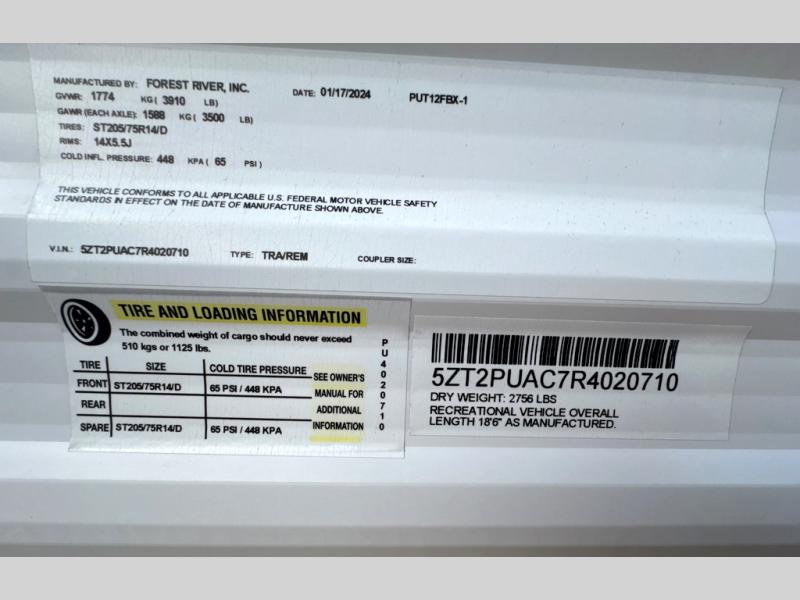 MANUFACTURED BY: FOREST RIVER, INC. DATE: 01/17/2024 PUT12FBX-1
GVWR: 1774 KG ( 3910 LB)
GAWR (EACH AXLE): 1588 KG ( 3500 LB)
TIRES: ST205/75R14/D
RIMS: 14X5.5J
COLD INFL. PRESSURE: 448 KPA ( 65 PSI )
THIS VEHICLE CONFORMS TO ALL APPLICABLE U.S. FEDERAL MOTOR VEHICLE SAFETY
STANDARDS IN EFFECT ON THE DATE OF MANUFACTURE SHOWN ABOVE.
V.I.N.: 5ZT2PUAC7R4020710 TYPE: TRA/REM COUPLER SIZE:
TIRE AND LOADING INFORMATION
The combined weight of cargo should never exceed
510 kgs or 1125 lbs.
TIRE SIZE COLD TIRE PRESSURE
FRONT ST205/75R14/D 65 PSI / 448 KPA
REAR
SPARE ST205/75R14/D 65 PSI / 448 KPA
SEE OWNER'S
MANUAL FOR
ADDITIONAL
INFORMATION
PU4020710
5ZT2PUAC7R4020710
DRY WEIGHT: 2756 LBS
RECREATIONAL VEHICLE OVERALL
LENGTH 18'6" AS MANUFACTURED.